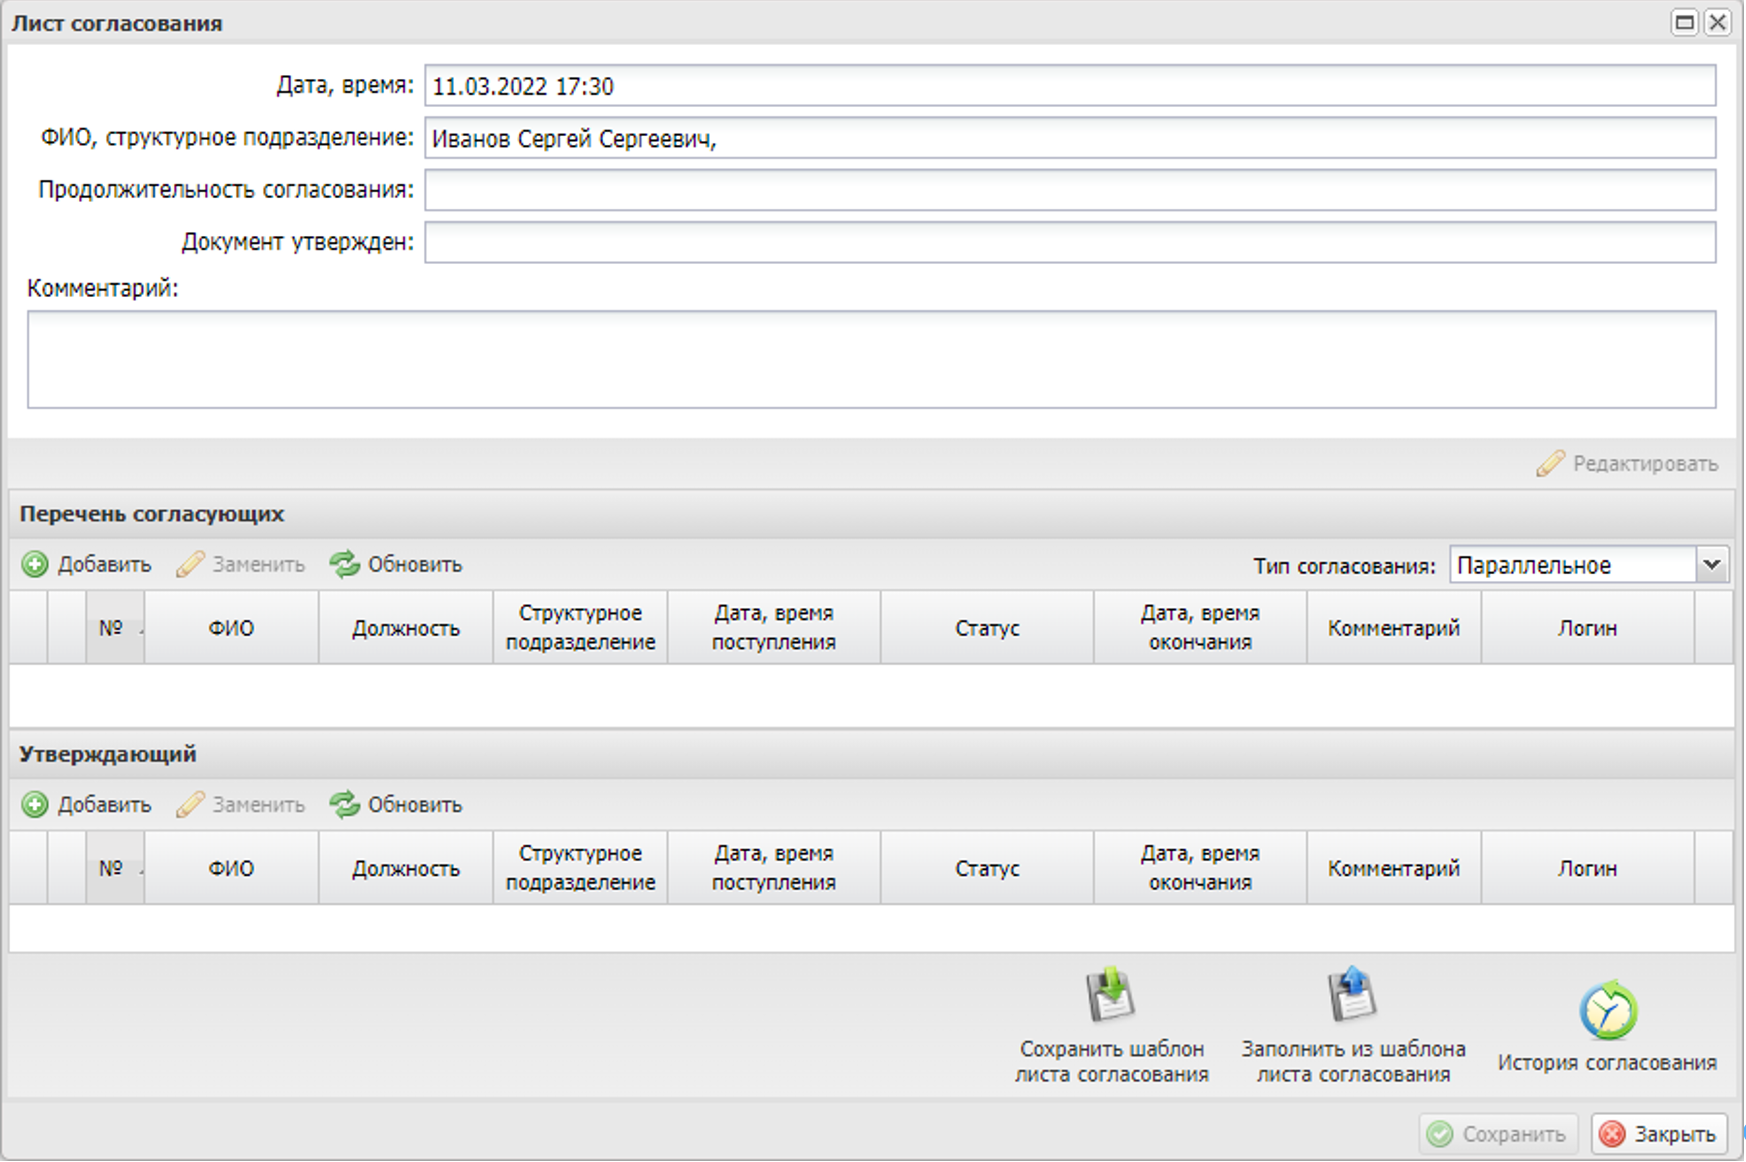 Лист согласования
Дата, время: 11.03.2022 17:30
ФИО, структурное подразделение: Иванов Сергей Сергеевич,
Продолжительность согласования:
Документ утвержден:
Комментарий:
Редактировать
Перечень согласующих
Добавить Заменить Обновить Тип согласования: Параллельное
№ ФИО Должность Структурное подразделение Дата, время поступления Статус Дата, время окончания Комментарий Логин
Утверждающий
Добавить Заменить Обновить
№ ФИО Должность Структурное подразделение Дата, время поступления Статус Дата, время окончания Комментарий Логин
Сохранить шаблон
листа согласования
Заполнить из шаблона
листа согласования
История согласования
Сохранить Закрыть